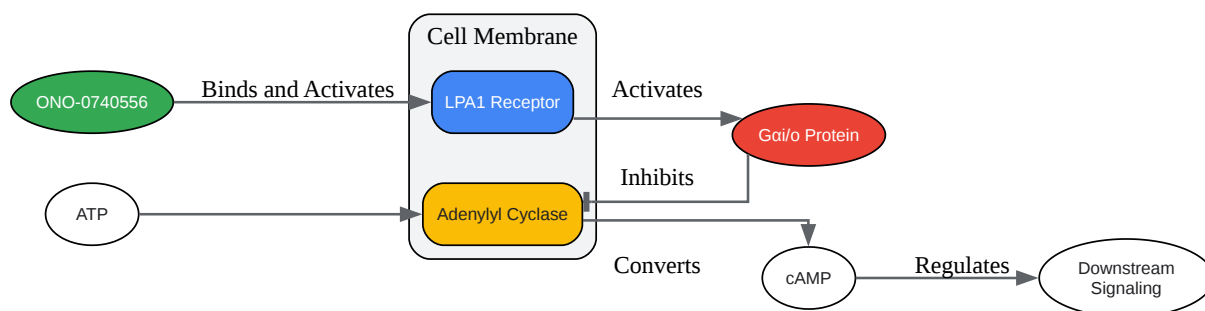 Cell Membrane
ONO-0740556
Binds and Activates
LPA1 Receptor
Activates
Gαi/o Protein
Inhibits
ATP
Adenylyl Cyclase
Converts
cAMP
Regulates
Downstream
Signaling